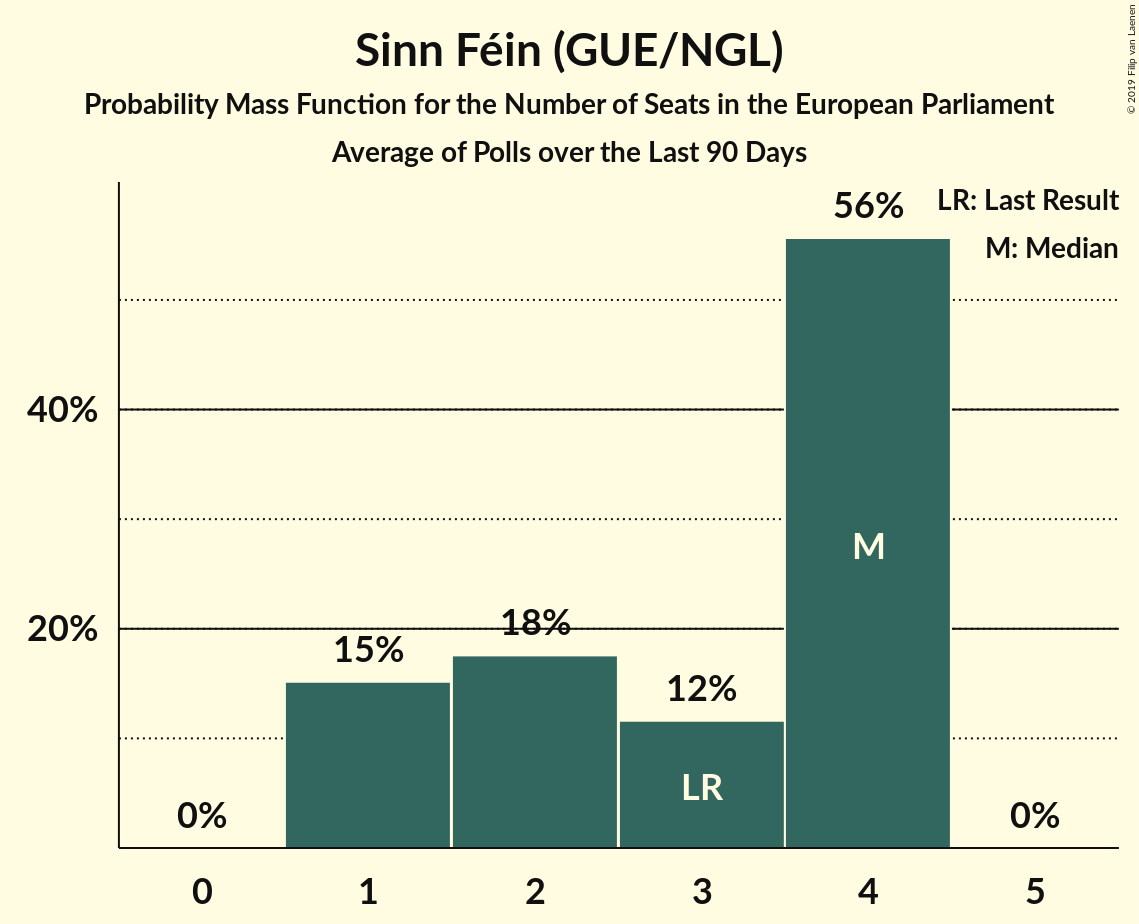 Sinn Féin (GUE/NGL)
Probability Mass Function for the Number of Seats in the European Parliament
Average of Polls over the Last 90 Days
© 2019 Filip van Laenen
LR: Last Result
M: Median
56%
40%
M
20%
18%
15%
12%
LR
0%
0%
0 1 2 3 4 5